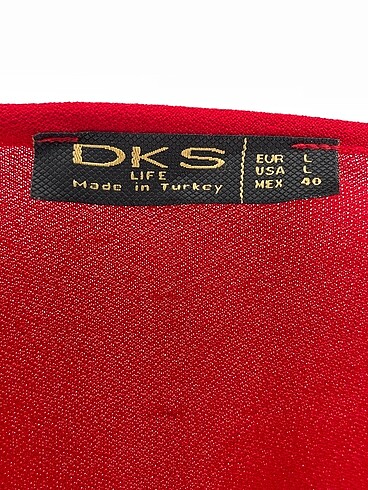 DKS
LIFE
Made in Turkey
EUR L
USA L
MEX 40